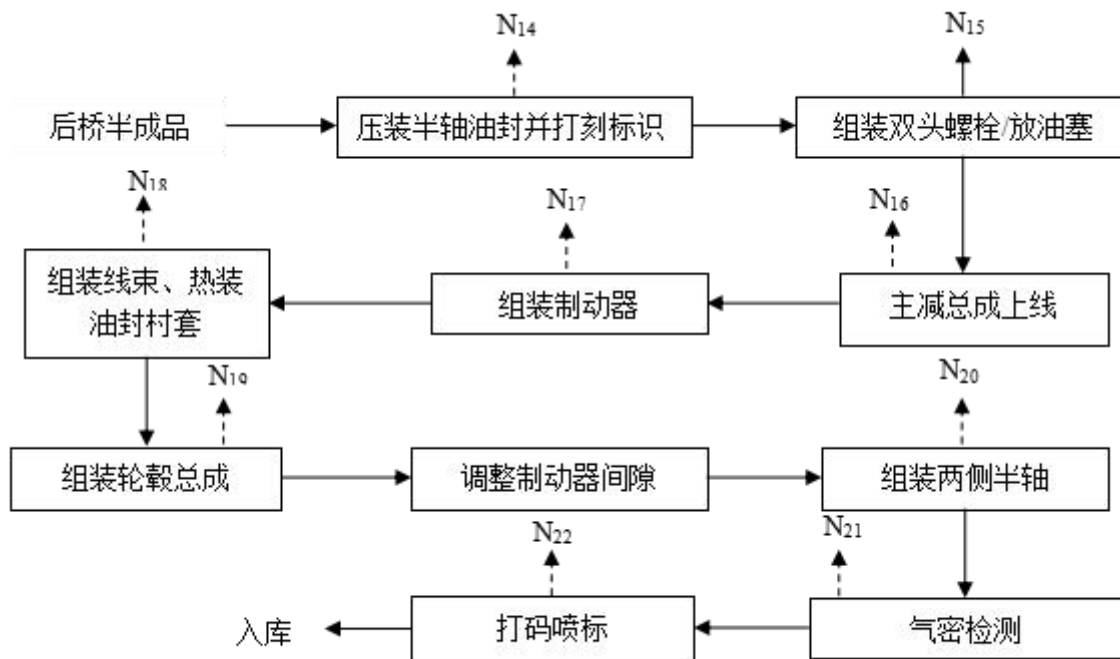 N14
N15
后桥半成品
压装半轴油封并打刻标识
组装双头螺栓/放油塞
N18
N17
N16
组装线束、热装
油封村套
组装制动器
主减总成上线
N19
N20
组装轮毂总成
调整制动器间隙
组装两侧半轴
N22
N21
入库
打码喷标
气密检测